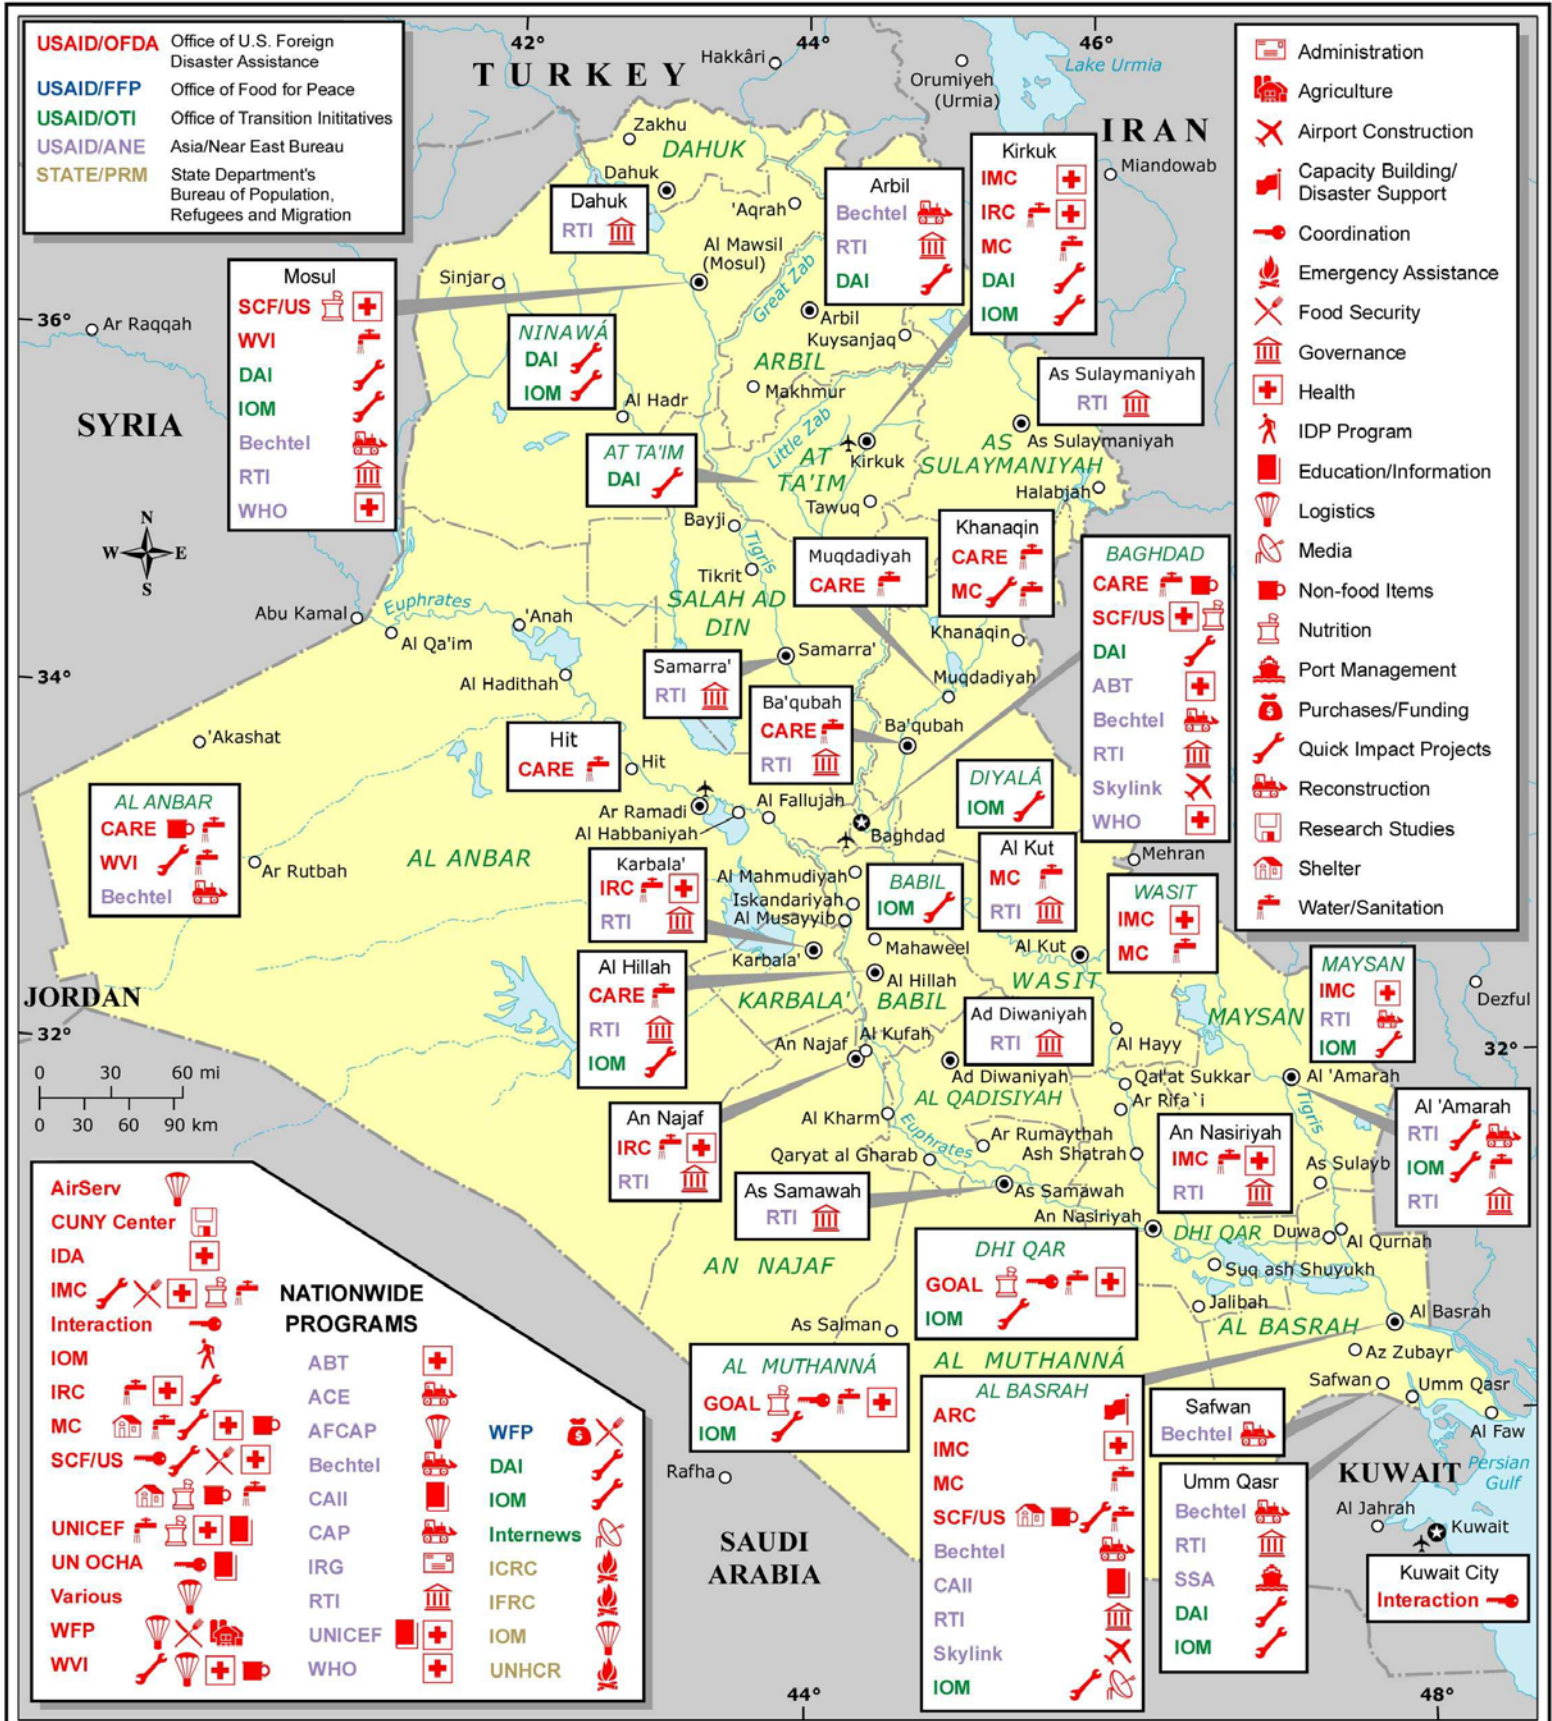 USAID/OFDA Office of U.S. Foreign
Disaster Assistance
USAID/FFP Office of Food for Peace
USAID/OTI Office of Transition Inititatives
USAID/ANE Asia/Near East Bureau
STATE/PRM State Department's
Bureau of Population,
Refugees and Migration
42°
44°
46°
TURKEY
Hakkâri
Orumiyeh
(Urmia)
Lake Urmia
IRAN
Miandowab
Administration
Agriculture
Airport Construction
Capacity Building/
Disaster Support
Coordination
Emergency Assistance
Food Security
Governance
Health
IDP Program
Education/Information
Logistics
Media
Non-food Items
Nutrition
Port Management
Purchases/Funding
Quick Impact Projects
Reconstruction
Research Studies
Shelter
Water/Sanitation
Zakhu
DAHUK
Dahuk
'Aqrah
Dahuk
RTI
Arbil
Bechtel
RTI
DAI
Kirkuk
IMC
IRC
MC
DAI
IOM
Al Mawsil
(Mosul)
Sinjar
Great Zab
Mosul
SCF/US
WVI
DAI
IOM
Bechtel
RTI
WHO
36°
Ar Raqqah
SYRIA
NINAWÁ
DAI
IOM
Arbil
Kuysanjaq
ARBIL
Makhmur
Al Hadr
Little Zab
As Sulaymaniyah
RTI
As Sulaymaniyah
AS
SULAYMANIYAH
Halabjah
AT TA'IM
DAI
AT
TA'IM
Kirkuk
Tawuq
N
W E
S
Bayji
Tigris
Tikrit
SALAH AD
DIN
Muqdadiyah
CARE
Khanaqin
CARE
MC
Khanaqin
Muqdadiyah
BAGHDAD
CARE
SCF/US
DAI
ABT
Bechtel
RTI
Skylink
WHO
Abu Kamal
Euphrates
Al Qa'im
'Anah
Al Hadithah
34°
Samarra'
Samarra'
RTI
Ba'qubah
CARE
RTI
Ba'qubah
'Akashat
Hit
CARE
Hit
DIYALÁ
IOM
AL ANBAR
CARE
WVI
Bechtel
Ar Rutbah
AL ANBAR
Ar Ramadi
Al Habbaniyah
Al Fallujah
Baghdad
Mehran
Karbala'
IRC
RTI
Al Mahmudiyah
Iskandariyah
Al Musayyib
BABIL
IOM
Al Kut
MC
RTI
WASIT
IMC
MC
Karbala'
Mahaweel
Al Kut
WASIT
Al Hillah
CARE
RTI
IOM
Al Hillah
KARBALA'
BABIL
MAYSAN
IMC
RTI
IOM
MAYSAN
Dezful
JORDAN
32°
32°
Al Kufah
An Najaf
Ad Diwaniyah
RTI
Ad Diwaniyah
AL QADISIYAH
Al Hayy
Qal'at Sukkar
Ar Rifa`i
Al 'Amarah
Tigris
Al 'Amarah
RTI
IOM
RTI
0 30 60 mi
0 30 60 90 km
An Najaf
IRC
RTI
Al Kharm
Euphrates
Ar Rumaythah
Ash Shatrah
Qaryat al Gharab
An Nasiriyah
IMC
RTI
As Sulayb
As Samawah
RTI
As Samawah
An Nasiriyah
DHI QAR
Duwa
Al Qurnah
Suq ash Shuyukh
Jalibah
AN NAJAF
DHI QAR
GOAL
IOM
As Salman
AL BASRAH
Al Basrah
Az Zubayr
Safwan
Umm Qasr
Al Faw
AL MUTHANNÁ
GOAL
IOM
AL MUTHANNÁ
AL BASRAH
ARC
IMC
MC
SCF/US
Bechtel
CAII
RTI
Skylink
IOM
Safwan
Bechtel
Umm Qasr
Bechtel
RTI
SSA
DAI
IOM
KUWAIT
Persian
Gulf
Al Jahrah
Kuwait
Kuwait City
Interaction
Rafha
SAUDI
ARABIA
AirServ
CUNY Center
IDA
IMC
Interaction
IOM
IRC
MC
SCF/US
UNICEF
UN OCHA
Various
WFP
WVI
NATIONWIDE
PROGRAMS
ABT
ACE
AFCAP
Bechtel
CAII
CAP
IRG
RTI
UNICEF
WHO
WFP
DAI
IOM
Internews
ICRC
IFRC
IOM
UNHCR
44°
48°